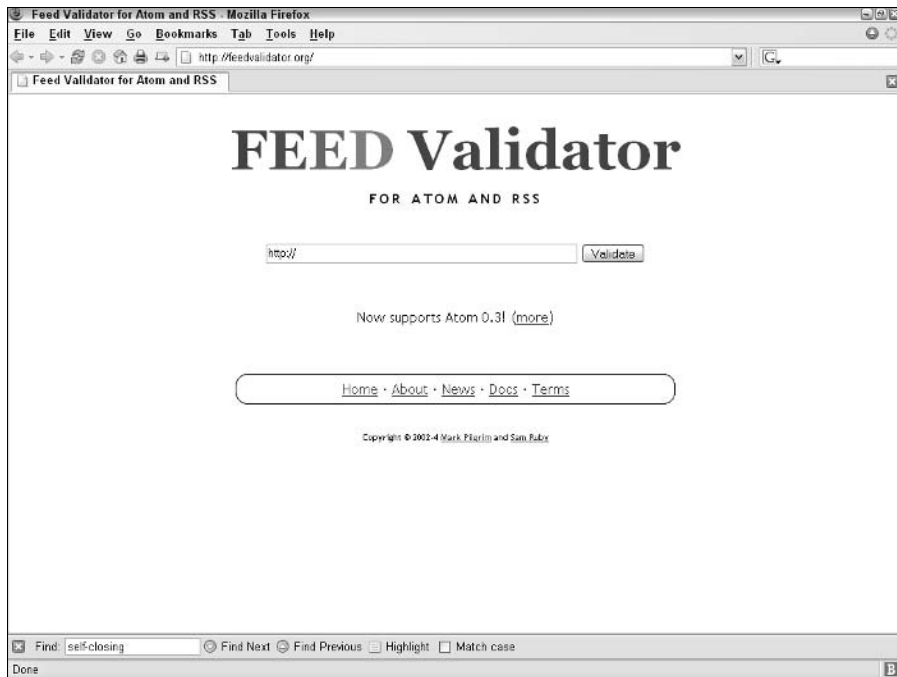 Feed Validator for Atom and RSS - Mozilla Firefox
File Edit View Go Bookmarks Tab Tools Help
http://feedvalidator.org/
G
Feed Validator for Atom and RSS
FEED Validator
FOR ATOM AND RSS
http://
Validate
Now supports Atom 0.3! (more)
Home · About · News · Docs · Terms
Copyright © 2002-4 Mark Pilgrim and Sam Ruby
Find: self-closing Find Next Find Previous Highlight Match case
Done
B